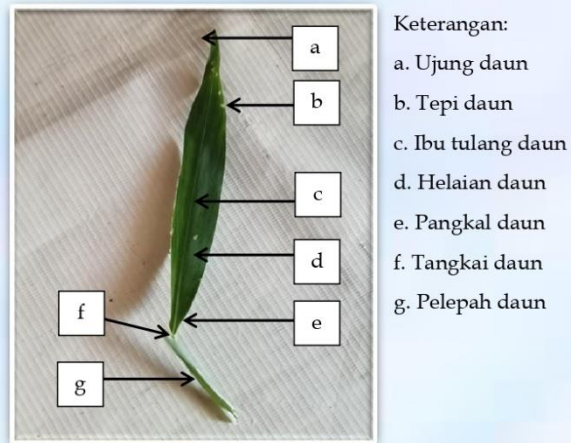 a
b
c
d
e
f
g
Keterangan:
a. Ujung daun
b. Tepi daun
c. Ibu tulang daun
d. Helaian daun
e. Pangkal daun
f. Tangkai daun
g. Pelepah daun